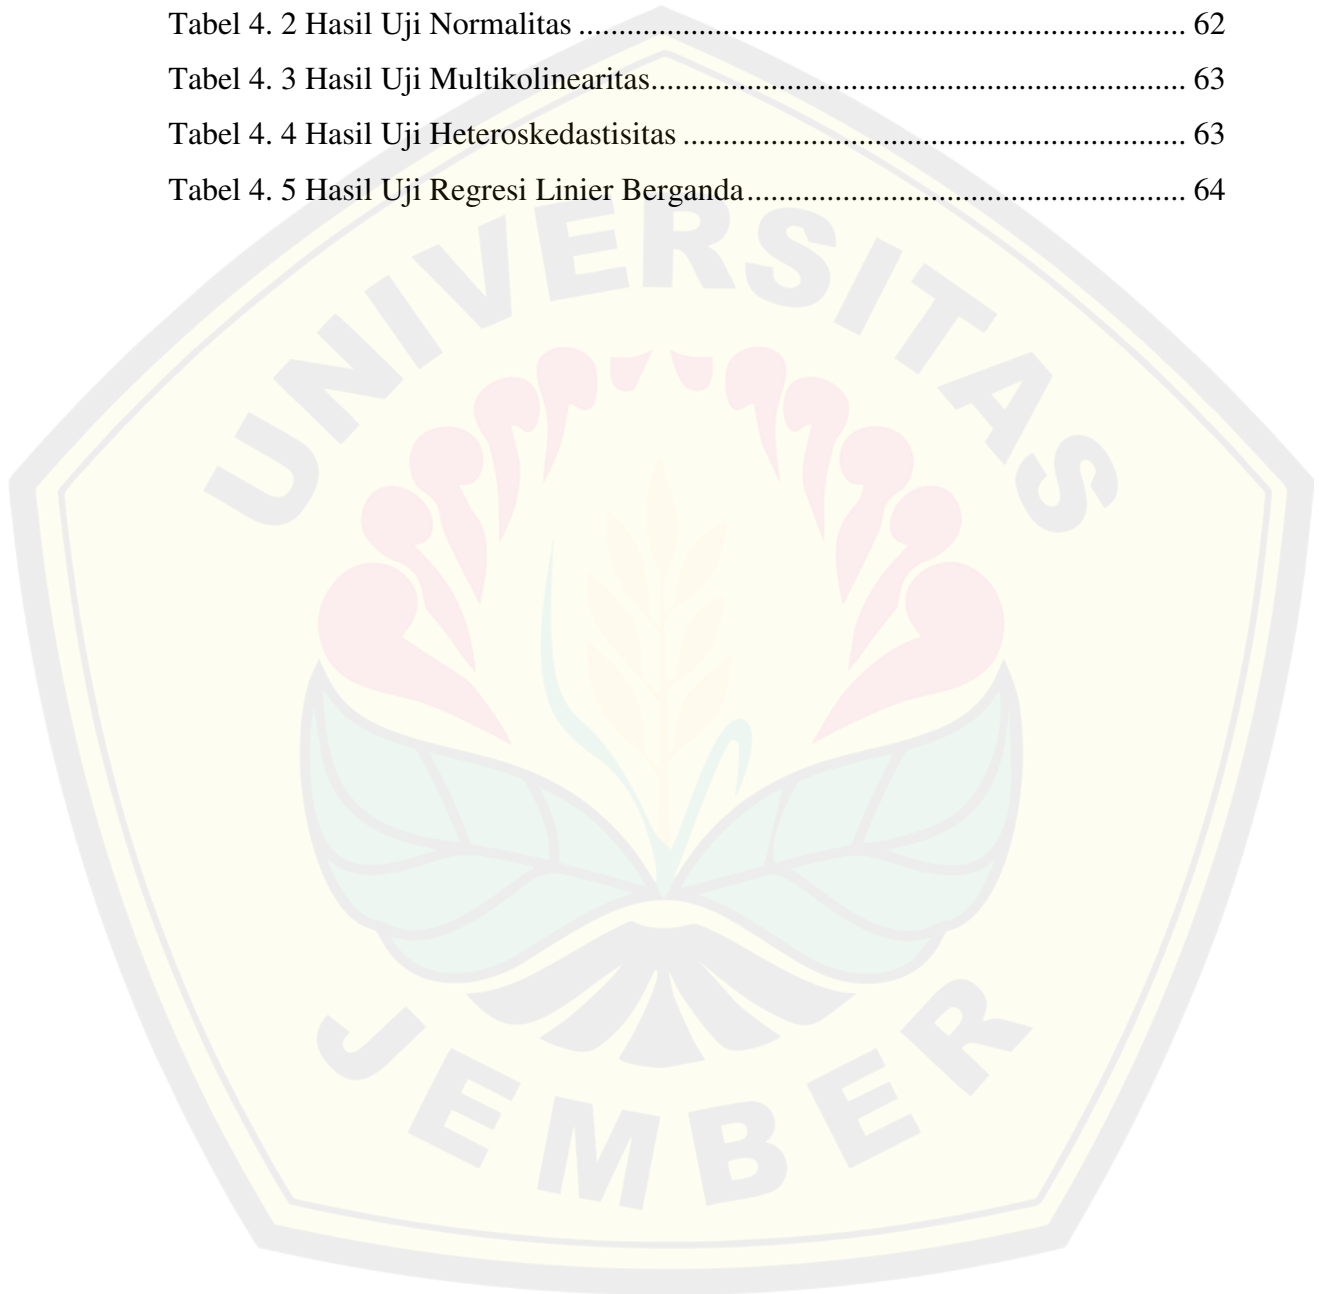 Tabel 4. 2 Hasil Uji Normalitas ............................................................................ 62
Tabel 4. 3 Hasil Uji Multikolinearitas................................................................... 63
Tabel 4. 4 Hasil Uji Heteroskedastisitas ............................................................... 63
Tabel 4. 5 Hasil Uji Regresi Linier Berganda....................................................... 64
UNIVERSITAS
JEMBER